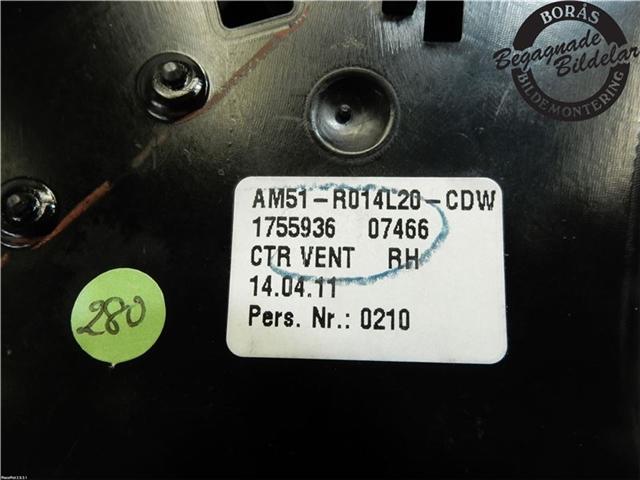 BORÅS
Begagnade
Bildelar
BILDEMONTERING
AM51-R014L20-CDW
1755936 07466
CTR VENT RH
14.04.11
Pers. Nr.: 0210
280